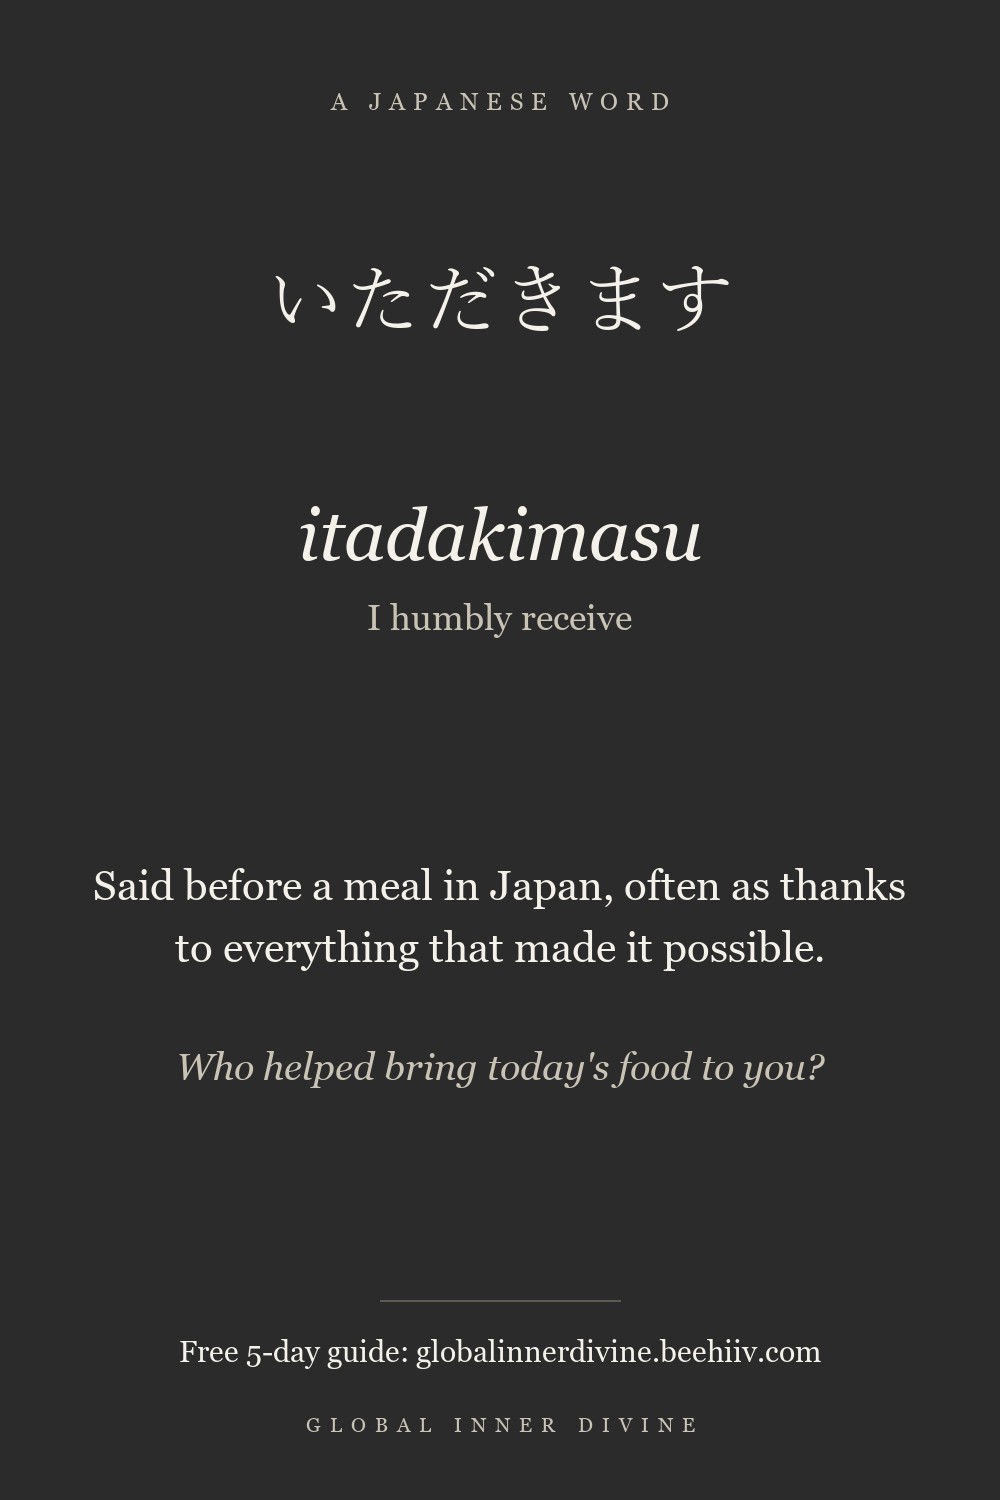 A JAPANESE WORD
いただきます
itadakimasu
I humbly receive
Said before a meal in Japan, often as thanks
to everything that made it possible.
Who helped bring today's food to you?
Free 5-day guide: globalinnerdivine.beehiiv.com
GLOBAL INNER DIVINE